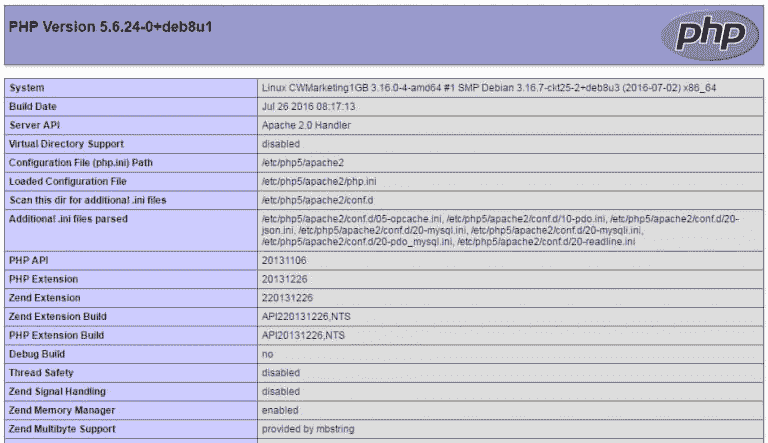 PHP Version 5.6.24-0+deb8u1
php
System Linux CWMarketing1GB 3.16.0-4-amd64 #1 SMP Debian 3.16.7-ckt25-2+deb8u3 (2016-07-02) x86_64
Build Date Jul 26 2016 08:17:13
Server API Apache 2.0 Handler
Virtual Directory Support disabled
Configuration File (php.ini) Path /etc/php5/apache2
Loaded Configuration File /etc/php5/apache2/php.ini
Scan this dir for additional .ini files /etc/php5/apache2/conf.d
Additional .ini files parsed /etc/php5/apache2/conf.d/05-opcache.ini, /etc/php5/apache2/conf.d/10-pdo.ini, /etc/php5/apache2/conf.d/20-
json.ini, /etc/php5/apache2/conf.d/20-mysql.ini, /etc/php5/apache2/conf.d/20-mysqli.ini,
/etc/php5/apache2/conf.d/20-pdo_mysql.ini, /etc/php5/apache2/conf.d/20-readline.ini
PHP API 20131106
PHP Extension 20131226
Zend Extension 220131226
Zend Extension Build API220131226,NTS
PHP Extension Build API20131226,NTS
Debug Build no
Thread Safety disabled
Zend Signal Handling disabled
Zend Memory Manager enabled
Zend Multibyte Support provided by mbstring